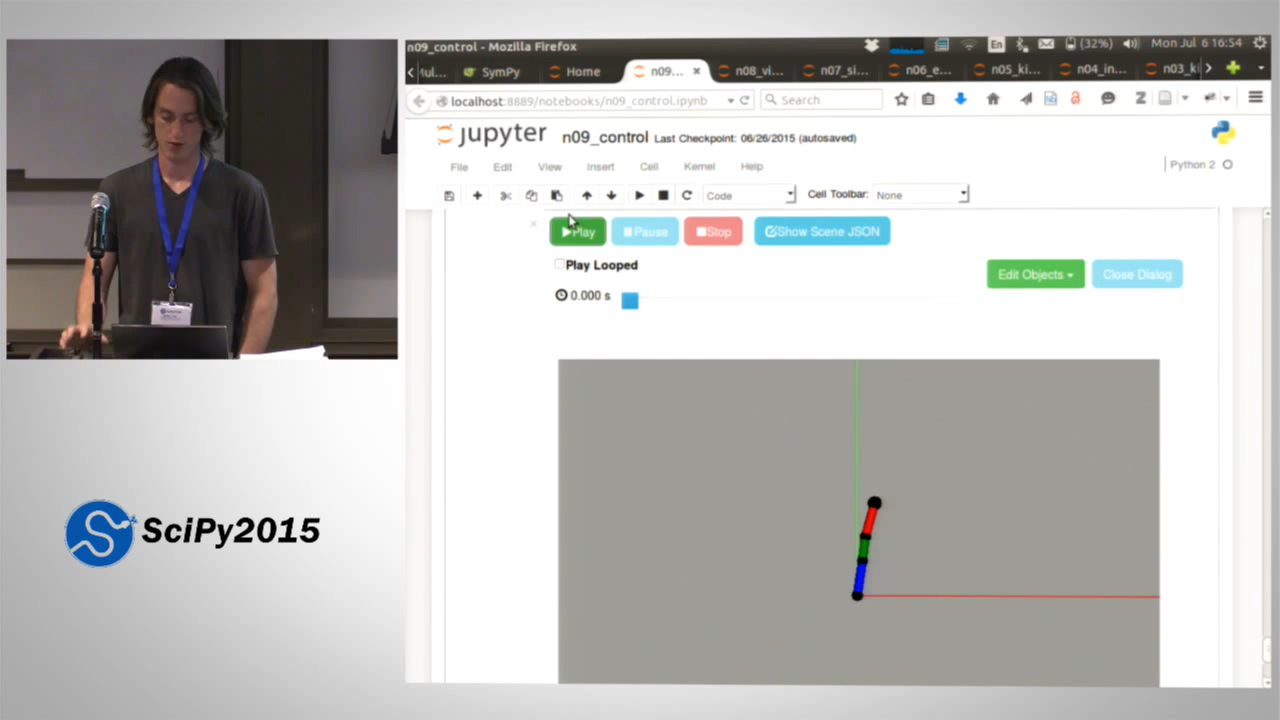 n09_control - Mozilla Firefox
En
(32%)
Mon Jul 6 16:54
SymPy
Home
n09...
n08_vi...
n07_si...
n06_e...
n05_ki...
n04_in...
n03_ki
localhost:8889/notebooks/n09_control.ipynb
Search
Z
jupyter
n09_control
Last Checkpoint: 06/26/2015 (autosaved)
File
Edit
View
Insert
Cell
Kernel
Help
Python 2
Code
Cell Toolbar:
None
Play
Pause
Stop
Show Scene JSON
Play Looped
Edit Objects
Close Dialog
0.000 s
SciPy2015